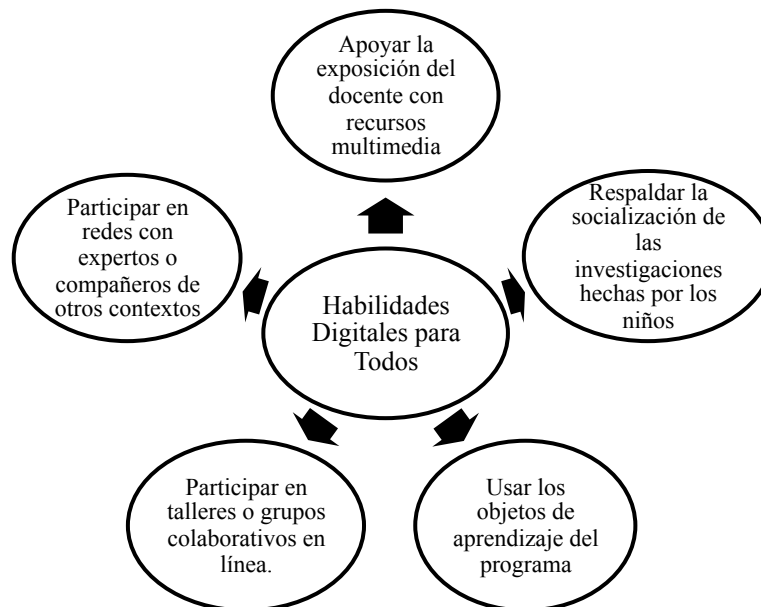 Apoyar la
exposición del
docente con
recursos
multimedia
Participar en
redes con
expertos o
compañeros de
otros contextos
Respaldar la
socialización de
las
investigaciones
hechas por los
niños
Habilidades
Digitales para
Todos
Participar en
talleres o grupos
colaborativos en
línea.
Usar los
objetos de
aprendizaje del
programa